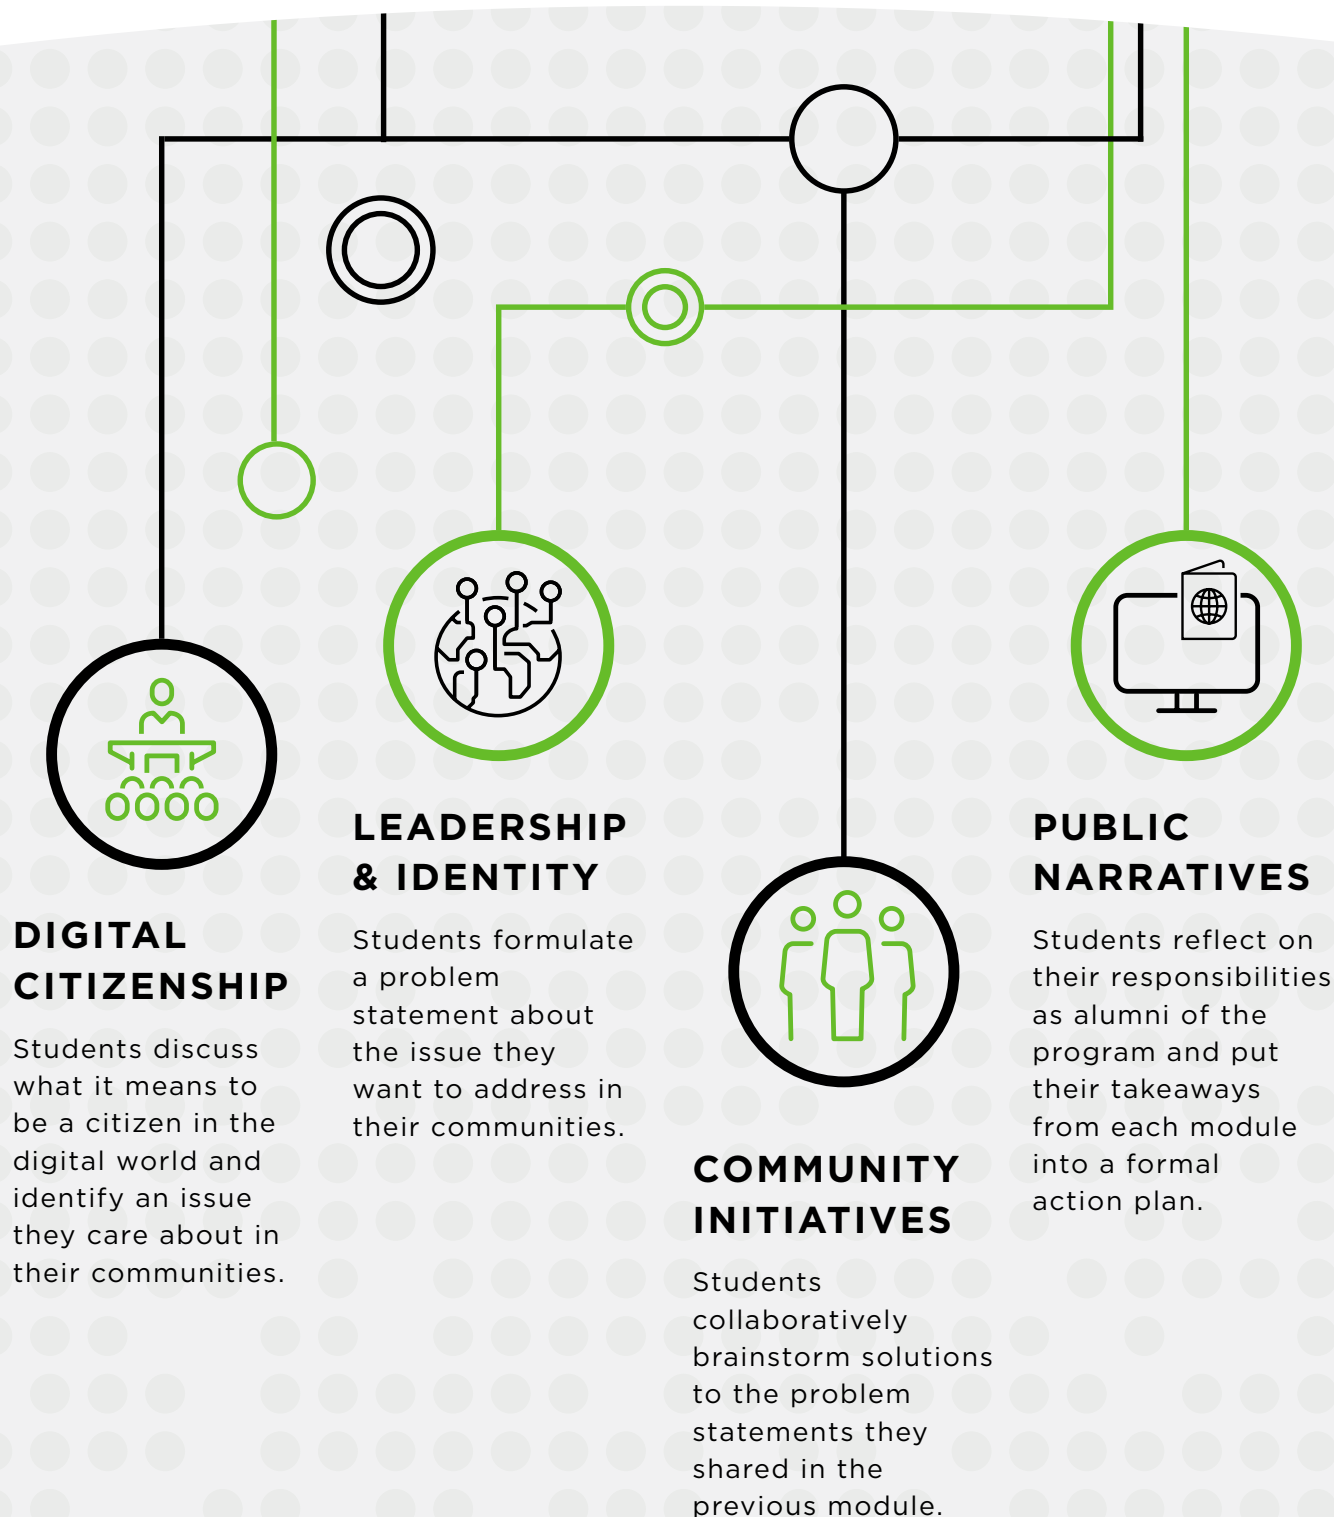 DIGITAL
CITIZENSHIP
Students discuss
what it means to
be a citizen in the
digital world and
identify an issue
they care about in
their communities.
LEADERSHIP
& IDENTITY
Students formulate
a problem
statement about
the issue they
want to address in
their communities.
COMMUNITY
INITIATIVES
Students
collaboratively
brainstorm solutions
to the problem
statements they
shared in the
previous module.
PUBLIC
NARRATIVES
Students reflect on
their responsibilities
as alumni of the
program and put
their takeaways
from each module
into a formal
action plan.